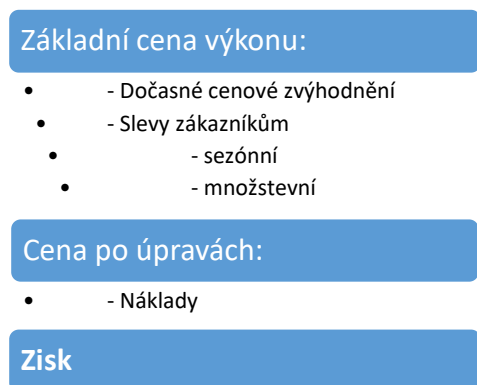 Základní cena výkonu:
• - Dočasné cenové zvýhodnění
• - Slevy zákazníkům
• - sezónní
• - množstevní
Cena po úpravách:
• - Náklady
Zisk